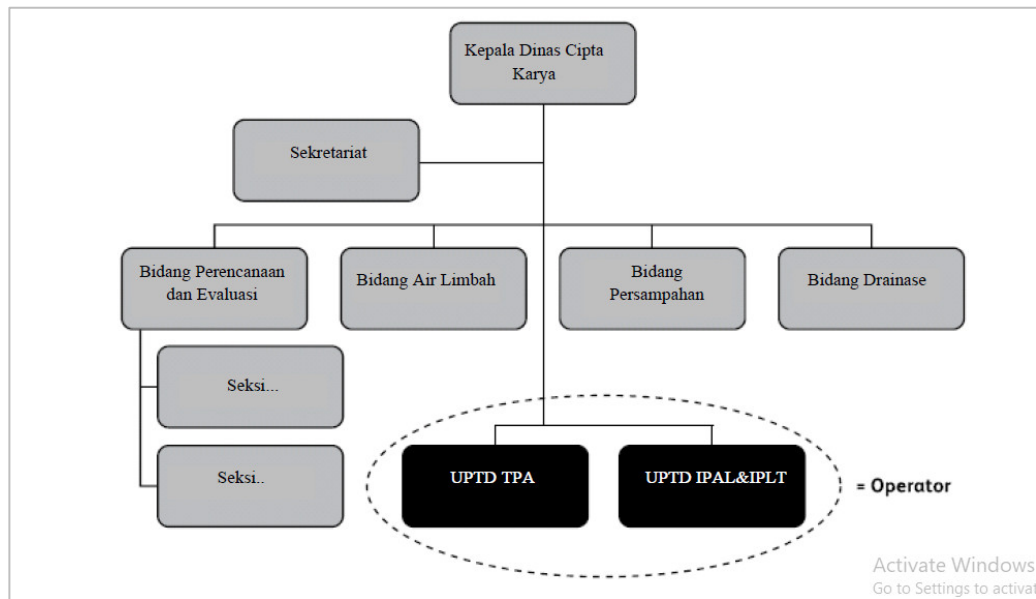 Kepala Dinas Cipta
Karya
Sekretariat
Bidang Perencanaan
dan Evaluasi
Bidang Air Limbah
Bidang
Persampahan
Bidang Drainase
Seksi...
Seksi..
UPTD TPA
UPTD IPAL&IPLT
= Operator
Activate Windows
Go to Settings to activat